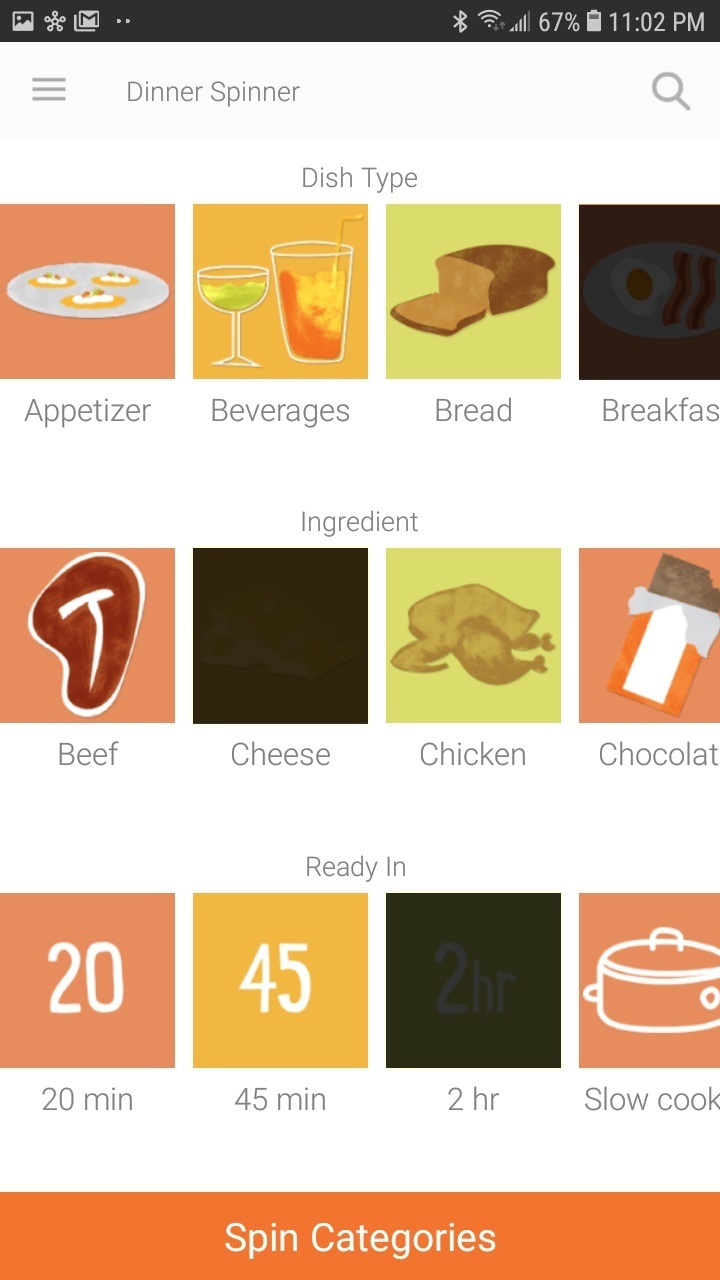 67% 11:02 PM
Dinner Spinner
Dish Type
Appetizer Beverages Bread Breakfas
Ingredient
T
Beef Cheese Chicken Chocolat
Ready In
20 45 2hr
20 min 45 min 2 hr Slow cook
Spin Categories